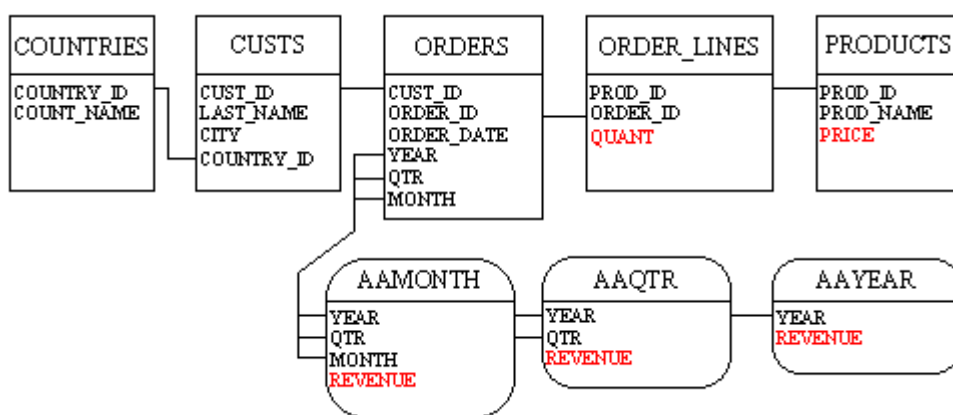 COUNTRIES
COUNTRY_ID
COUNT_NAME
CUSTS
CUST_ID
LAST_NAME
CITY
COUNTRY_ID
ORDERS
CUST_ID
ORDER_ID
ORDER_DATE
YEAR
QTR
MONTH
ORDER_LINES
PROD_ID
ORDER_ID
QUANT
PRODUCTS
PROD_ID
PROD_NAME
PRICE
AAMONTH
YEAR
QTR
MONTH
REVENUE
AAQTR
YEAR
QTR
REVENUE
AAYEAR
YEAR
REVENUE